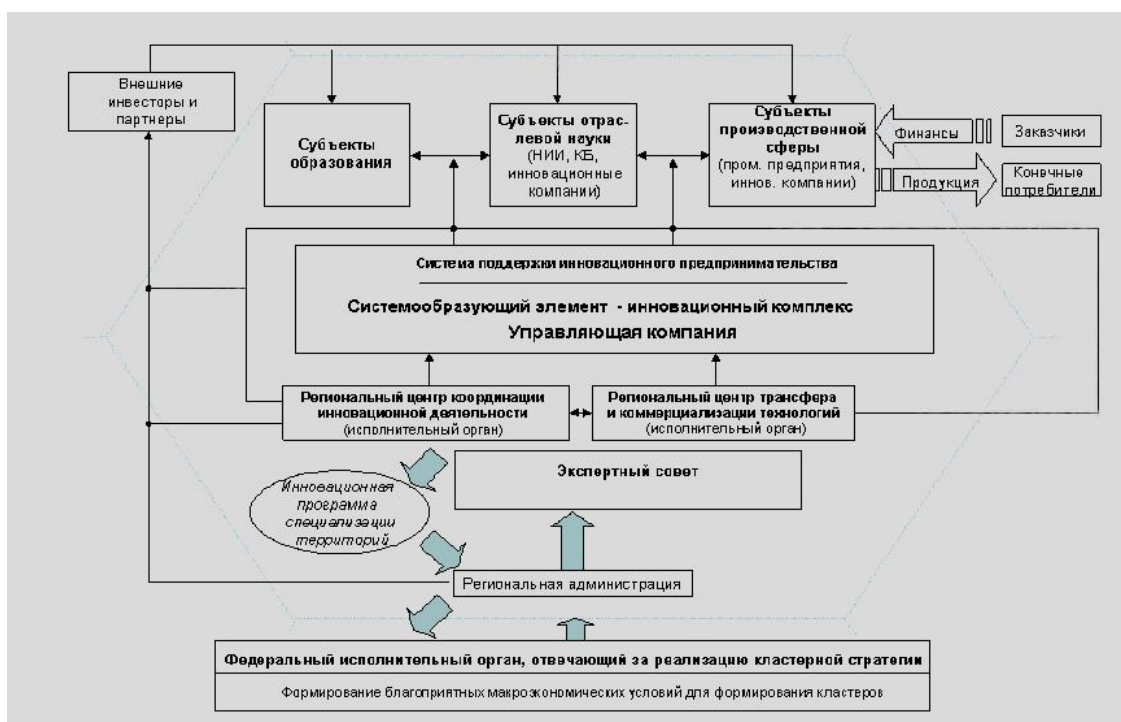 Внешние
инвесторы и
партнеры
Субъекты
образования
Субъекты отрас-
левой науки
(НИИ, КБ,
инновационные
компании)
Субъекты
производственной
сферы
(пром. предприятия,
иннов. компании)
Финансы
Заказчики
Продукция
Конечные
потребители
Система поддержки инновационного предпринимательства
Системообразующий элемент - инновационный комплекс
Управляющая компания
Региональный центр координации
инновационной деятельности
(исполнительный орган)
Региональный центр трансфера
и коммерциализации технологий
(исполнительный орган)
Экспертный совет
Инновационная
программа
специализации
территорий
Региональная администрация
Федеральный исполнительный орган, отвечающий за реализацию кластерной стратегии
Формирование благоприятных макроэкономических условий для формирования кластеров